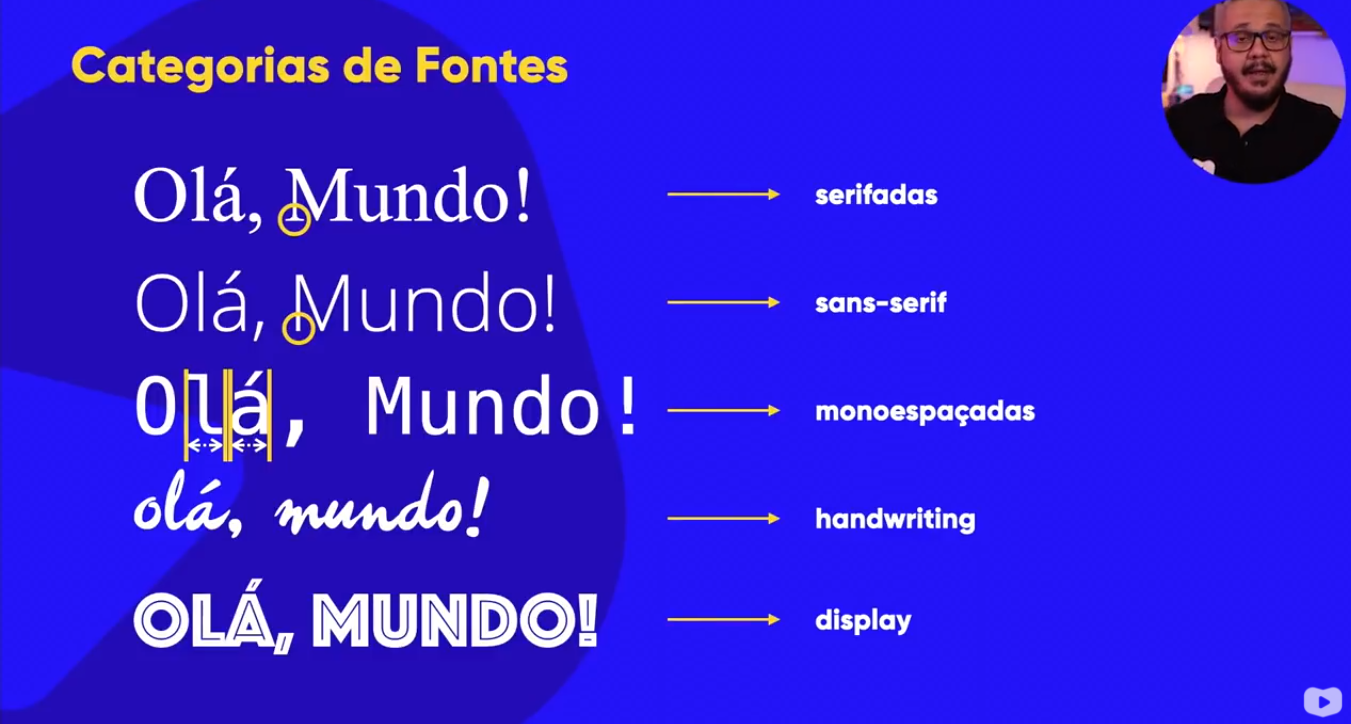 Categorias de Fontes
Olá, Mundo!
serifadas
Olá, Mundo!
sans-serif
Olá, Mundo!
monoespaçadas
olá, mundo!
handwriting
OLÁ, MUNDO!
display